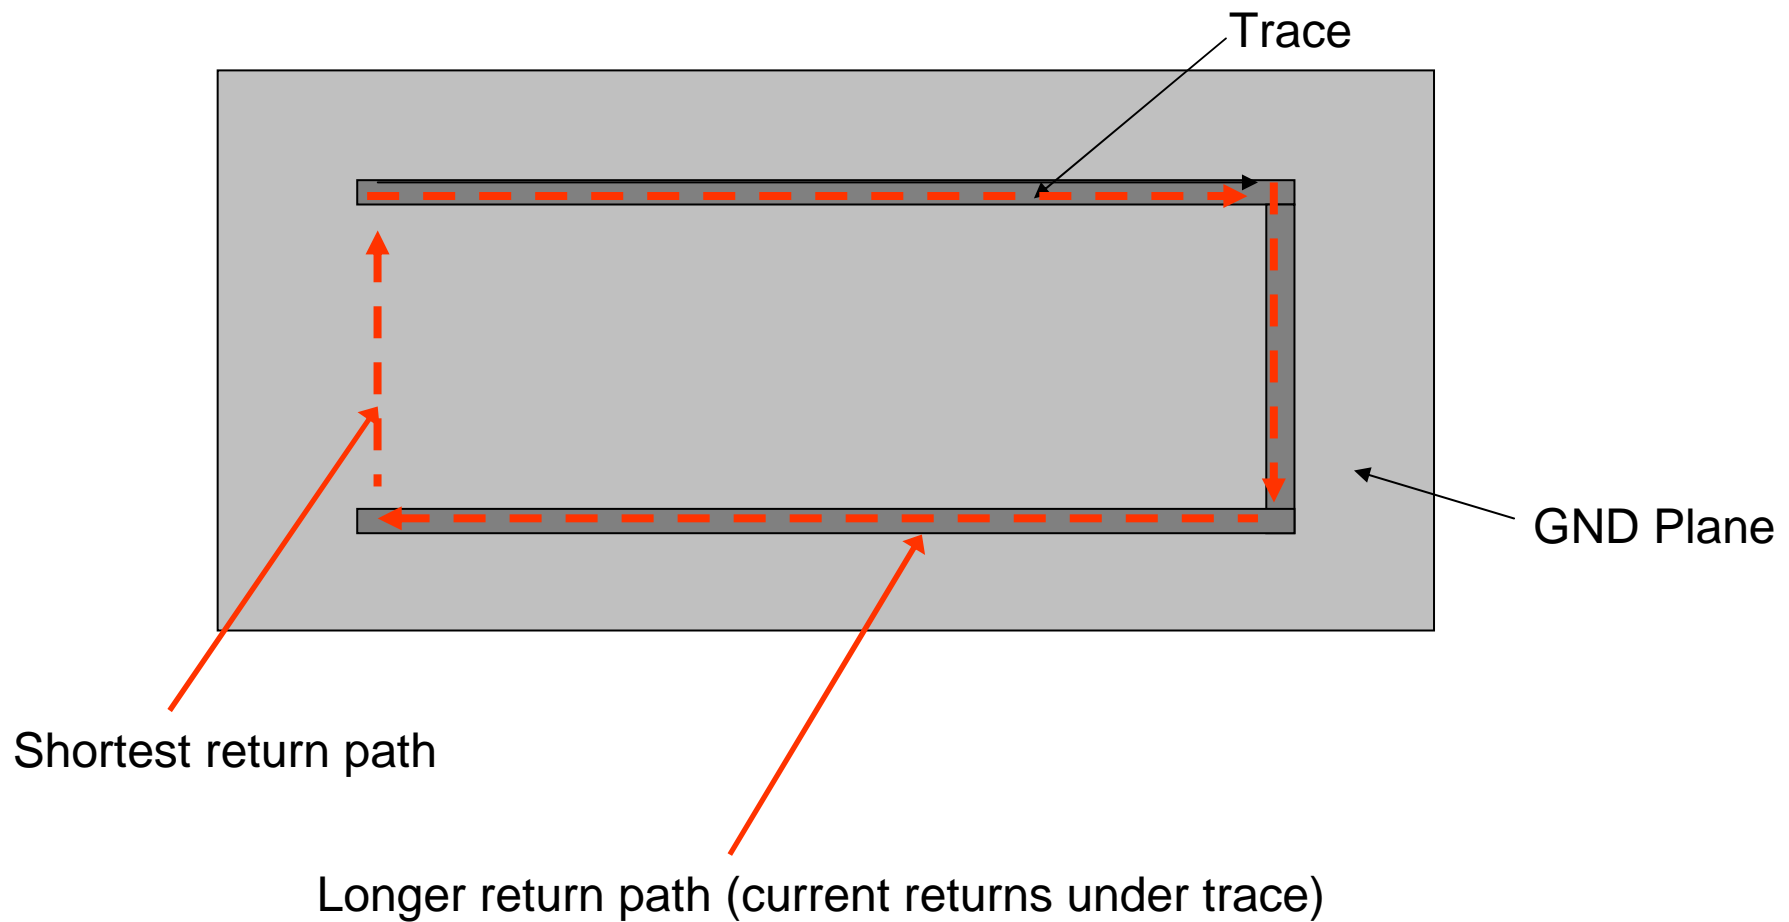 Trace
GND Plane
Shortest return path
Longer return path (current returns under trace)